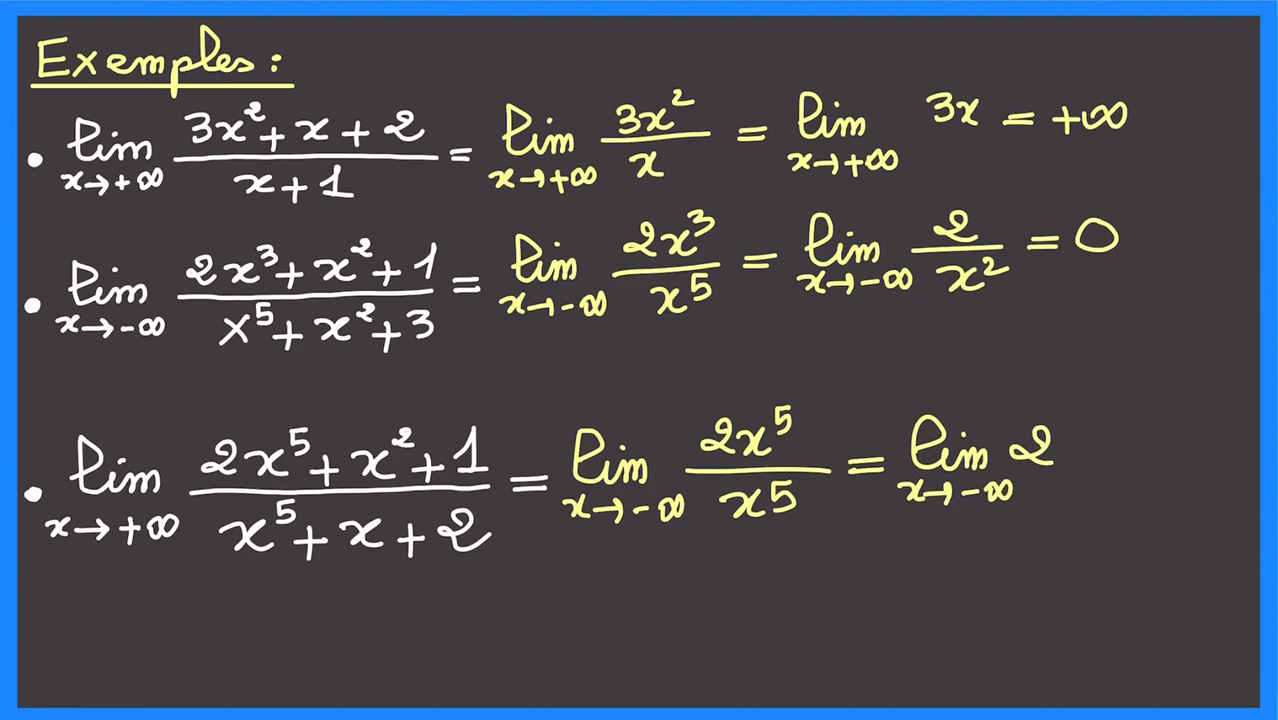 Exemples :
• lim x→+∞ (3x² + x + 2)/(x + 1) = lim x→+∞ 3x²/x = lim x→+∞ 3x = +∞
• lim x→-∞ (2x³ + x² + 1)/(x⁵ + x² + 3) = lim x→-∞ 2x³/x⁵ = lim x→-∞ 2/x² = 0
• lim x→+∞ (2x⁵ + x² + 1)/(x⁵ + x + 2) = lim x→-∞ 2x⁵/x5 = lim x→-∞ 2